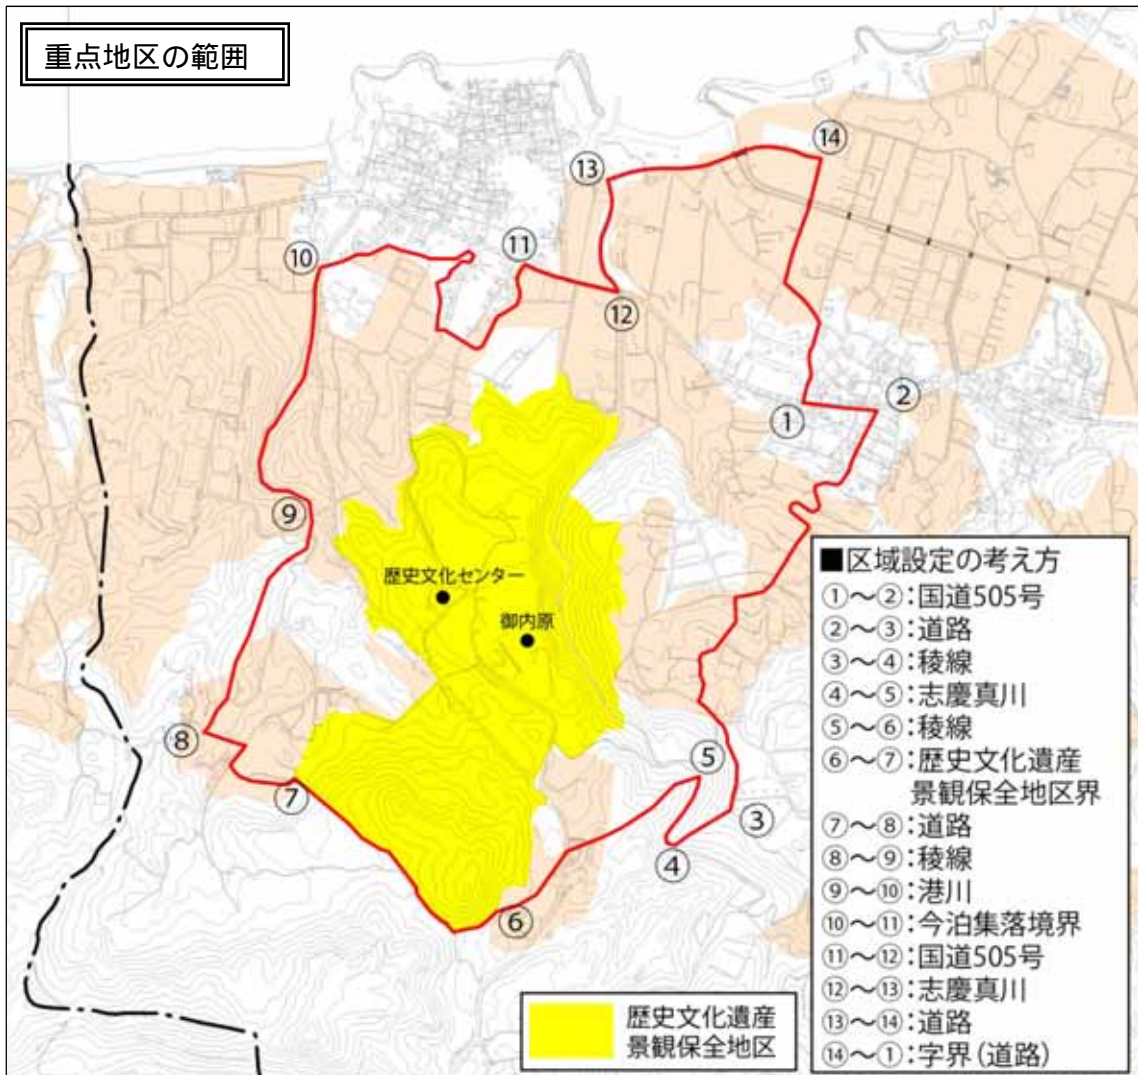 重点地区の範囲
⑭
⑬
⑪
⑩
⑫
②
①
⑨
歴史文化センター
御内原
⑧
⑤
⑦
③
④
⑥
■区域設定の考え方
①～②：国道505号
②～③：道路
③～④：稜線
④～⑤：志慶真川
⑤～⑥：稜線
⑥～⑦：歴史文化遺産
景観保全地区界
⑦～⑧：道路
⑧～⑨：稜線
⑨～⑩：港川
⑩～⑪：今泊集落境界
⑪～⑫：国道505号
⑫～⑬：志慶真川
⑬～⑭：道路
⑭～①：字界（道路）
歴史文化遺産
景観保全地区